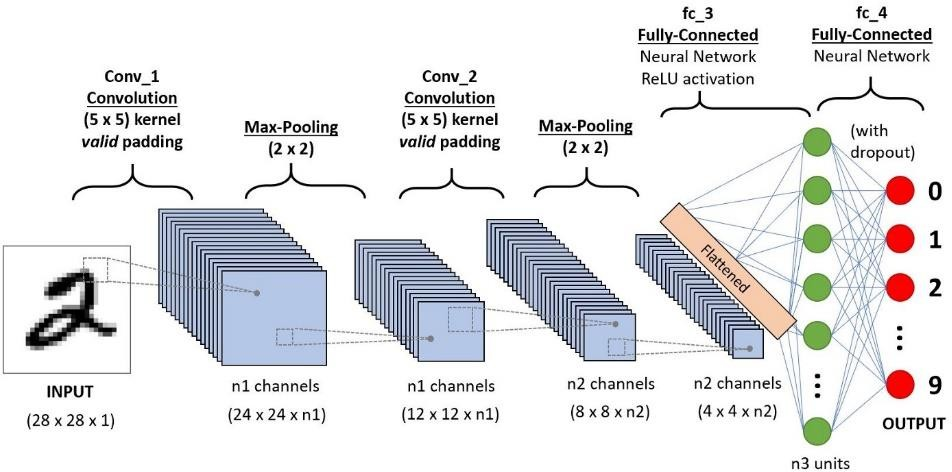 fc_3
Fully-Connected
Neural Network
ReLU activation
fc_4
Fully-Connected
Neural Network
Conv_1
Convolution
(5 x 5) kernel
valid padding
Max-Pooling
(2 x 2)
Conv_2
Convolution
(5 x 5) kernel
valid padding
Max-Pooling
(2 x 2)
(with
dropout)
Flattened
0
1
2
9
OUTPUT
INPUT
(28 x 28 x 1)
n1 channels
(24 x 24 x n1)
n1 channels
(12 x 12 x n1)
n2 channels
(8 x 8 x n2)
n2 channels
(4 x 4 x n2)
n3 units
2